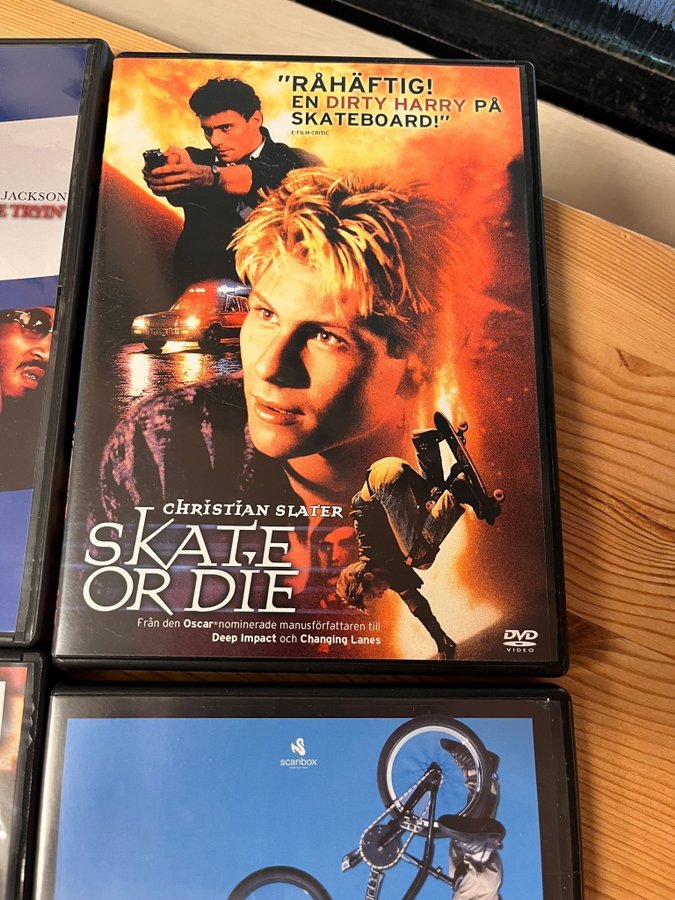 JACKSON
E TRYIN'
"RÅHÄFTIG!
EN DIRTY HARRY PÅ
SKATEBOARD!"
E-FILM CRITIC
CHRISTIAN SLATER
SKATE
OR DIE
Från den Oscar®nominerade manusförfattaren till
Deep Impact och Changing Lanes
DVD
VIDEO
scanbox